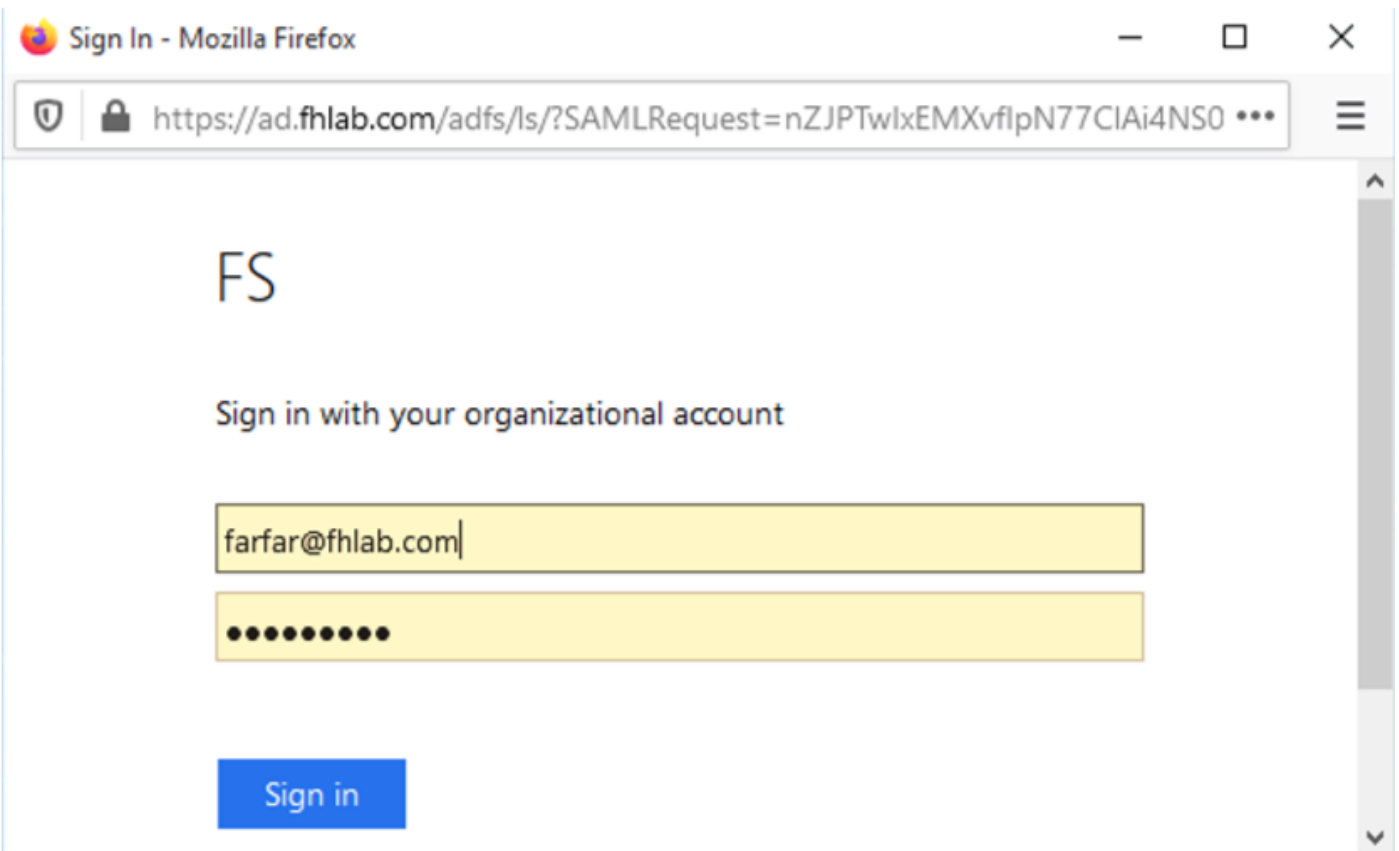 Sign In - Mozilla Firefox
https://ad.fhlab.com/adfs/ls/?SAMLRequest=nZJPTwIxEMXvflpN77CIAi4NS0 •••
FS
Sign in with your organizational account
farfar@fhlab.com
•••••••••
Sign in